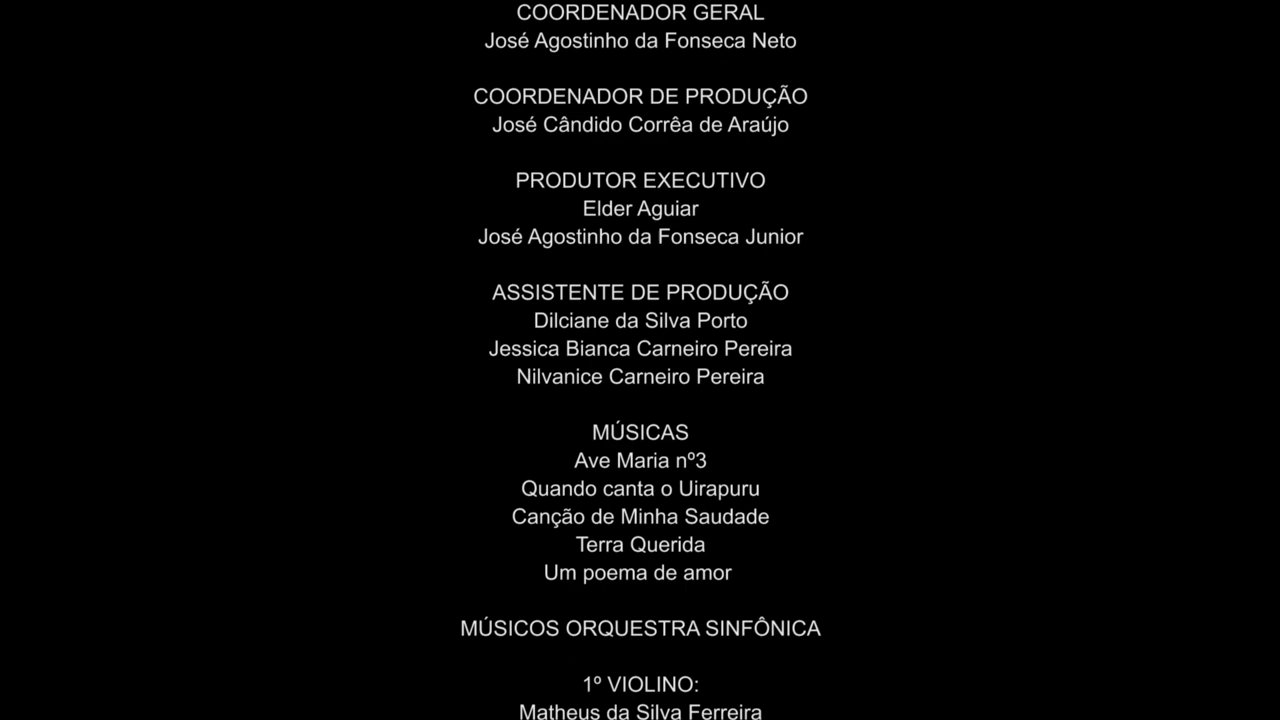 COORDENADOR GERAL
José Agostinho da Fonseca Neto
COORDENADOR DE PRODUÇÃO
José Cândido Corrêa de Araújo
PRODUTOR EXECUTIVO
Elder Aguiar
José Agostinho da Fonseca Junior
ASSISTENTE DE PRODUÇÃO
Dilciane da Silva Porto
Jessica Bianca Carneiro Pereira
Nilvanice Carneiro Pereira
MÚSICAS
Ave Maria nº3
Quando canta o Uirapuru
Canção de Minha Saudade
Terra Querida
Um poema de amor
MÚSICOS ORQUESTRA SINFÔNICA
1º VIOLINO:
Matheus da Silva Ferreira